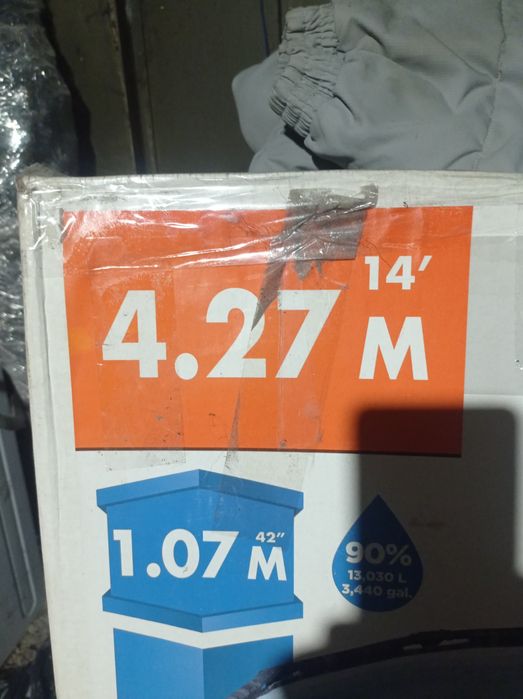 14′
4.27 M
42″
1.07 M
90%
13,030 L
3,440 gal.